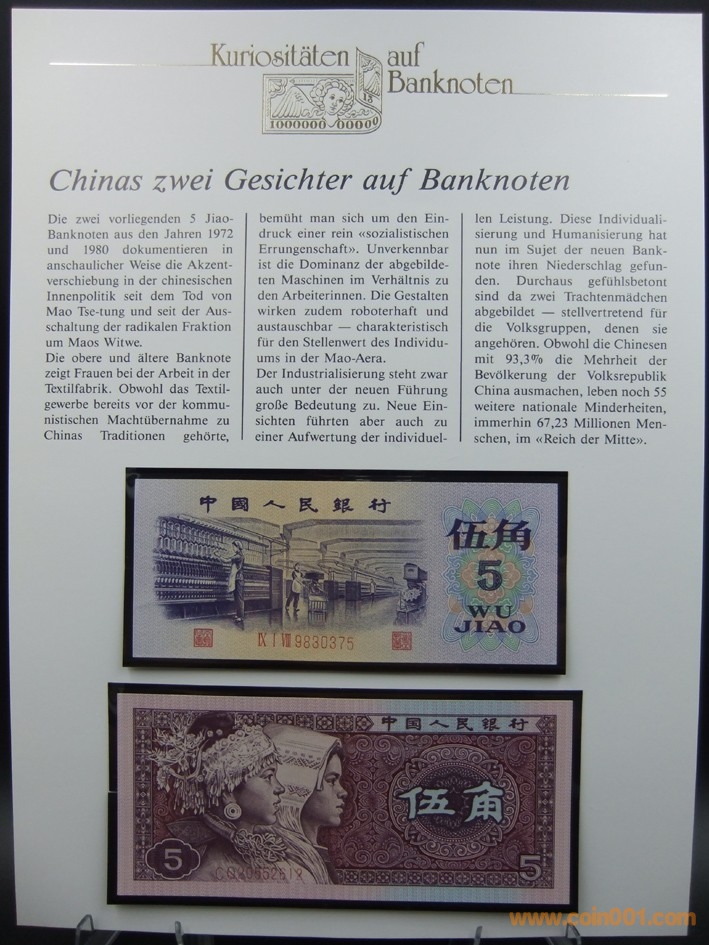 Kuriositäten auf
Banknoten
13
1000000 00000
Chinas zwei Gesichter auf Banknoten
Die zwei vorliegenden 5 Jiao-
Banknoten aus den Jahren 1972
und 1980 dokumentieren in
anschaulicher Weise die Akzent-
verschiebung in der chinesischen
Innenpolitik seit dem Tod von
Mao Tse-tung und seit der Aus-
schaltung der radikalen Fraktion
um Maos Witwe.
Die obere und ältere Banknote
zeigt Frauen bei der Arbeit in der
Textilfabrik. Obwohl das Textil-
gewerbe bereits vor der kommu-
nistischen Machtübernahme zu
Chinas Traditionen gehörte,
bemüht man sich um den Ein-
druck einer rein «sozialistischen
Errungenschaft». Unverkennbar
ist die Dominanz der abgebilde-
ten Maschinen im Verhältnis zu
den Arbeiterinnen. Die Gestalten
wirken zudem roboterhaft und
austauschbar — charakteristisch
für den Stellenwert des Individu-
ums in der Mao-Aera.
Der Industrialisierung steht zwar
auch unter der neuen Führung
große Bedeutung zu. Neue Ein-
sichten führten aber auch zu
einer Aufwertung der individuel-
len Leistung. Diese Individuali-
sierung und Humanisierung hat
nun im Sujet der neuen Bank-
note ihren Niederschlag gefun-
den. Durchaus gefühlsbetont
sind da zwei Trachtenmädchen
abgebildet — stellvertretend für
die Volksgruppen, denen sie
angehören. Obwohl die Chinesen
mit 93,3% die Mehrheit der
Bevölkerung der Volksrepublik
China ausmachen, leben noch 55
weitere nationale Minderheiten,
immerhin 67,23 Millionen Men-
schen, im «Reich der Mitte».
中國人民銀行
伍角
5
WU
JIAO
IX I VIII 9830375
中国人民银行
伍角
5
5
www.coin001.com